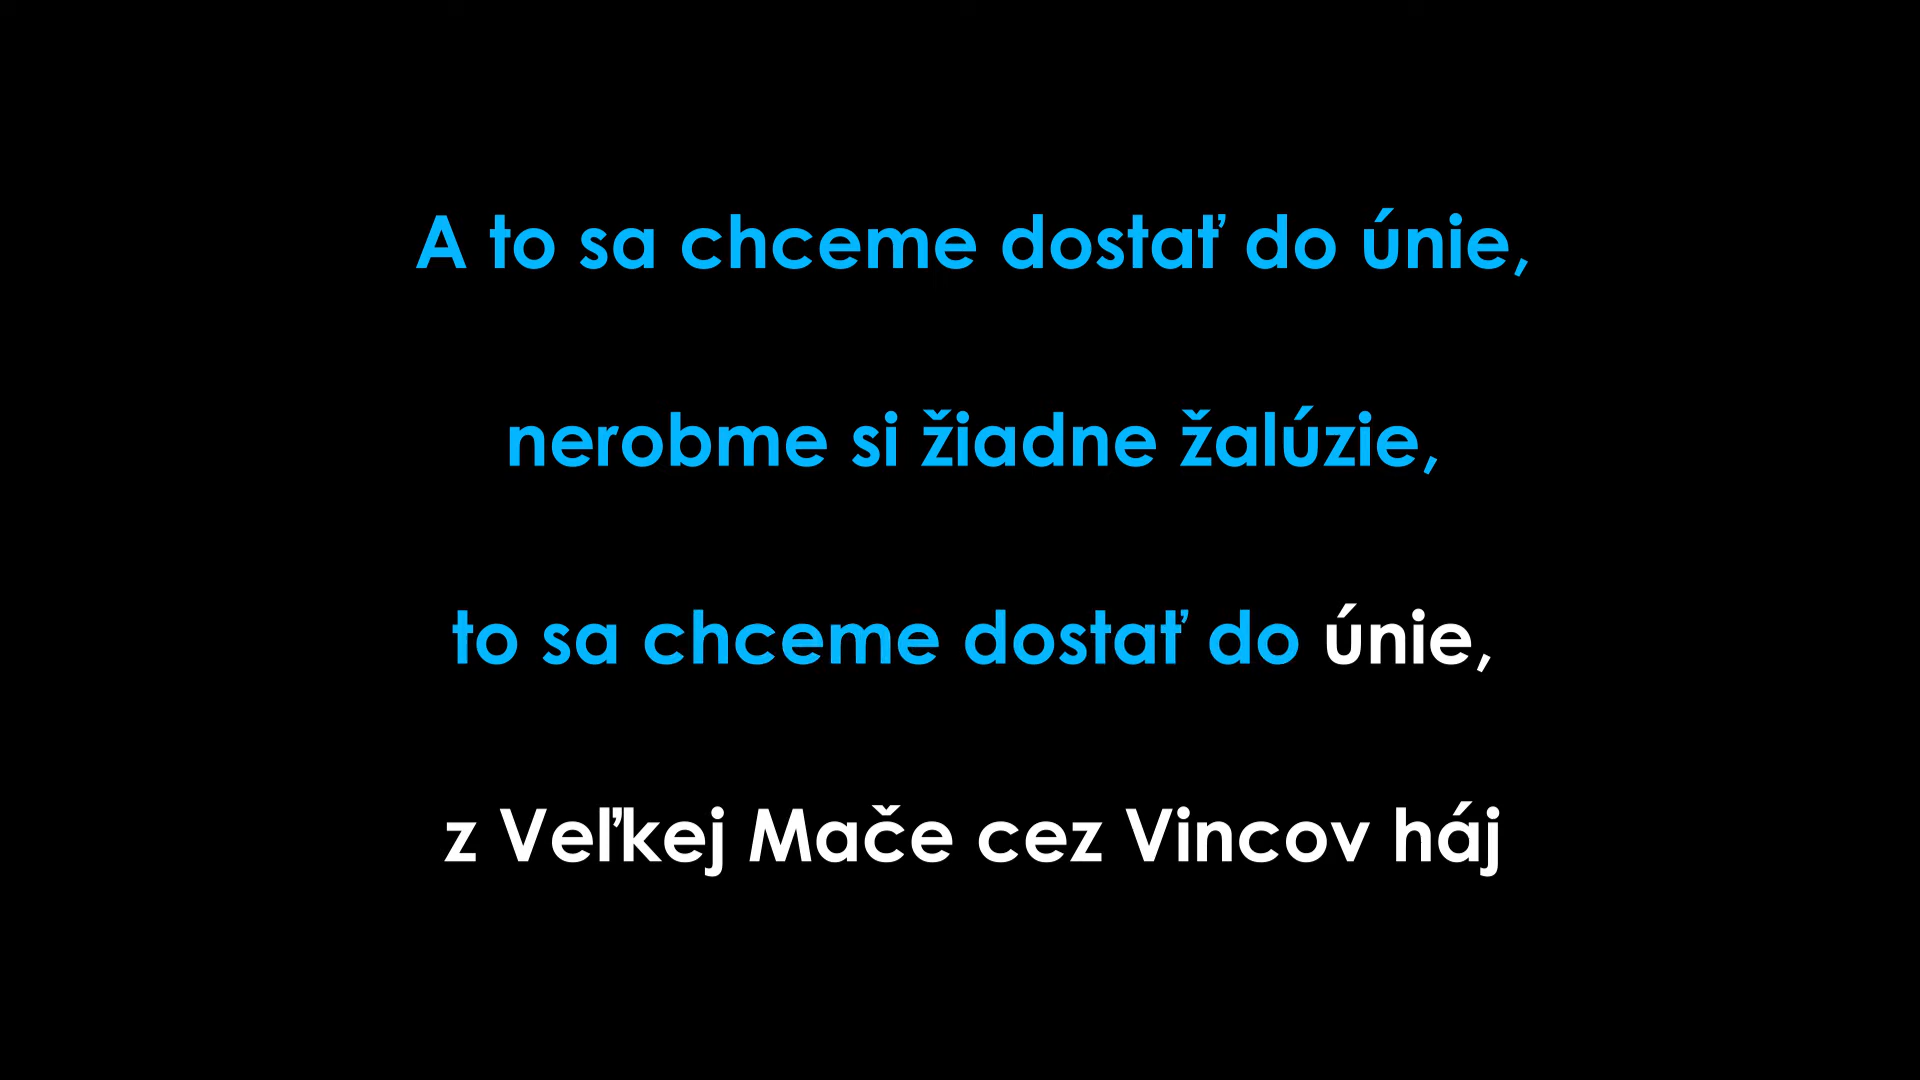 A to sa chceme dostať do únie,
nerobme si žiadne žalúzie,
to sa chceme dostať do únie,
z Veľkej Mače cez Vincov háj